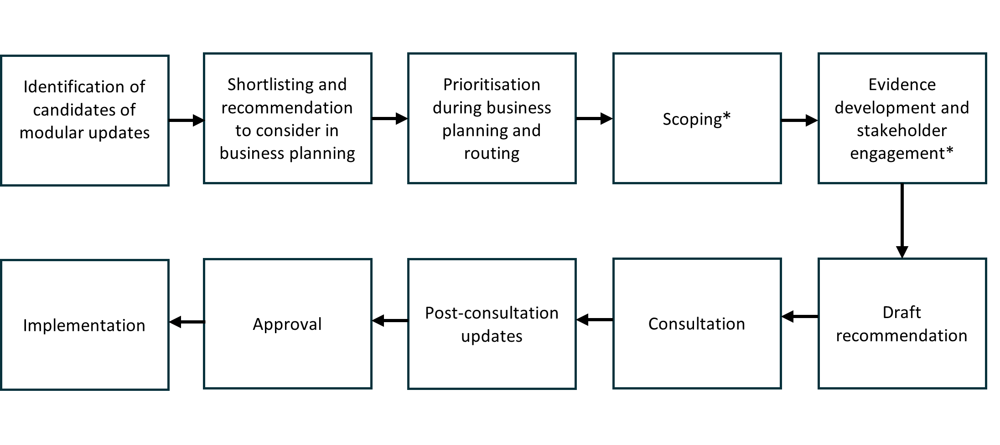 Identification of
candidates of
modular updates
Shortlisting and
recommendation
to consider in
business planning
Prioritisation
during business
planning and
routing
Scoping*
Evidence
development and
stakeholder
engagement*
Draft
recommendation
Consultation
Post-consultation
updates
Approval
Implementation